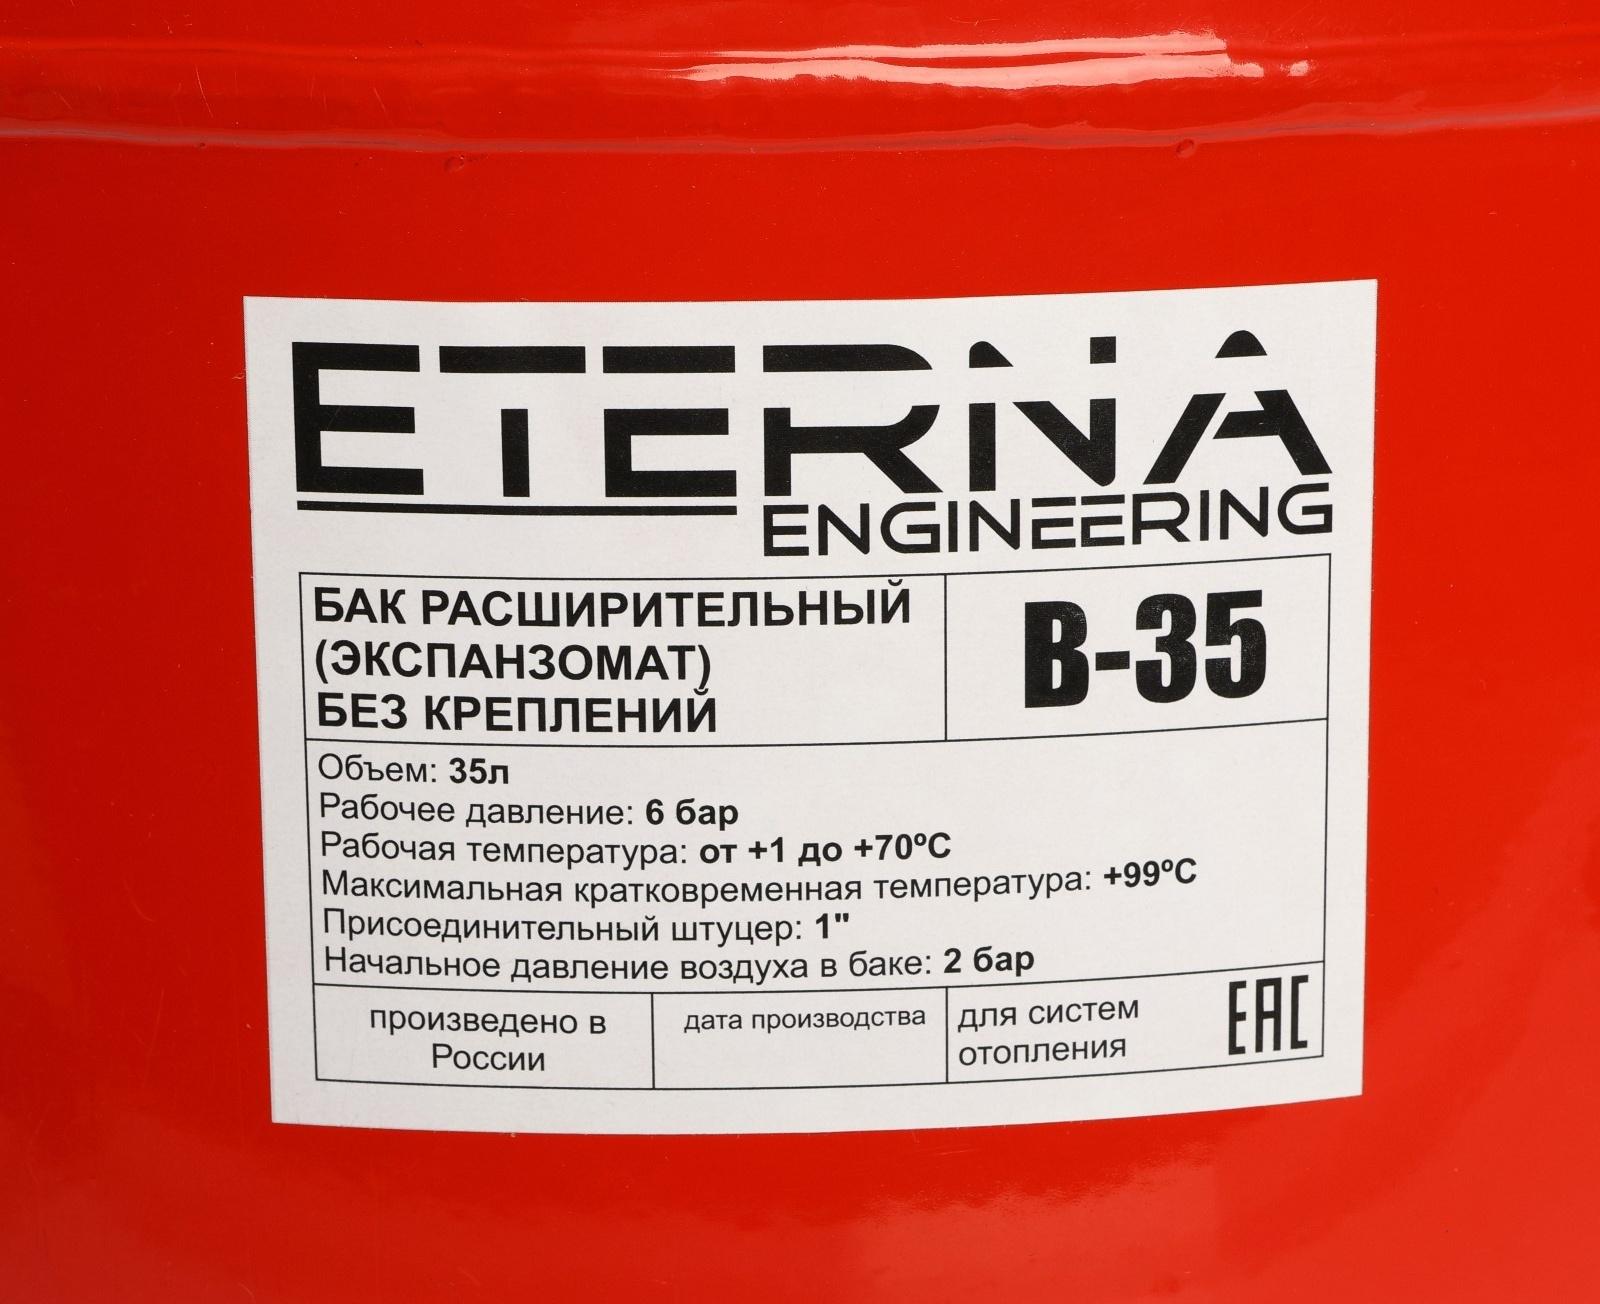 ETERNA
ENGINEERING
БАК РАСШИРИТЕЛЬНЫЙ
(ЭКСПАНЗОМАТ)
БЕЗ КРЕПЛЕНИЙ
В-35
Объем: 35л
Рабочее давление: 6 бар
Рабочая температура: от +1 до +70ºС
Максимальная кратковременная температура: +99ºС
Присоединительный штуцер: 1"
Начальное давление воздуха в баке: 2 бар
произведено в
России
дата производства
для систем
отопления
EAC